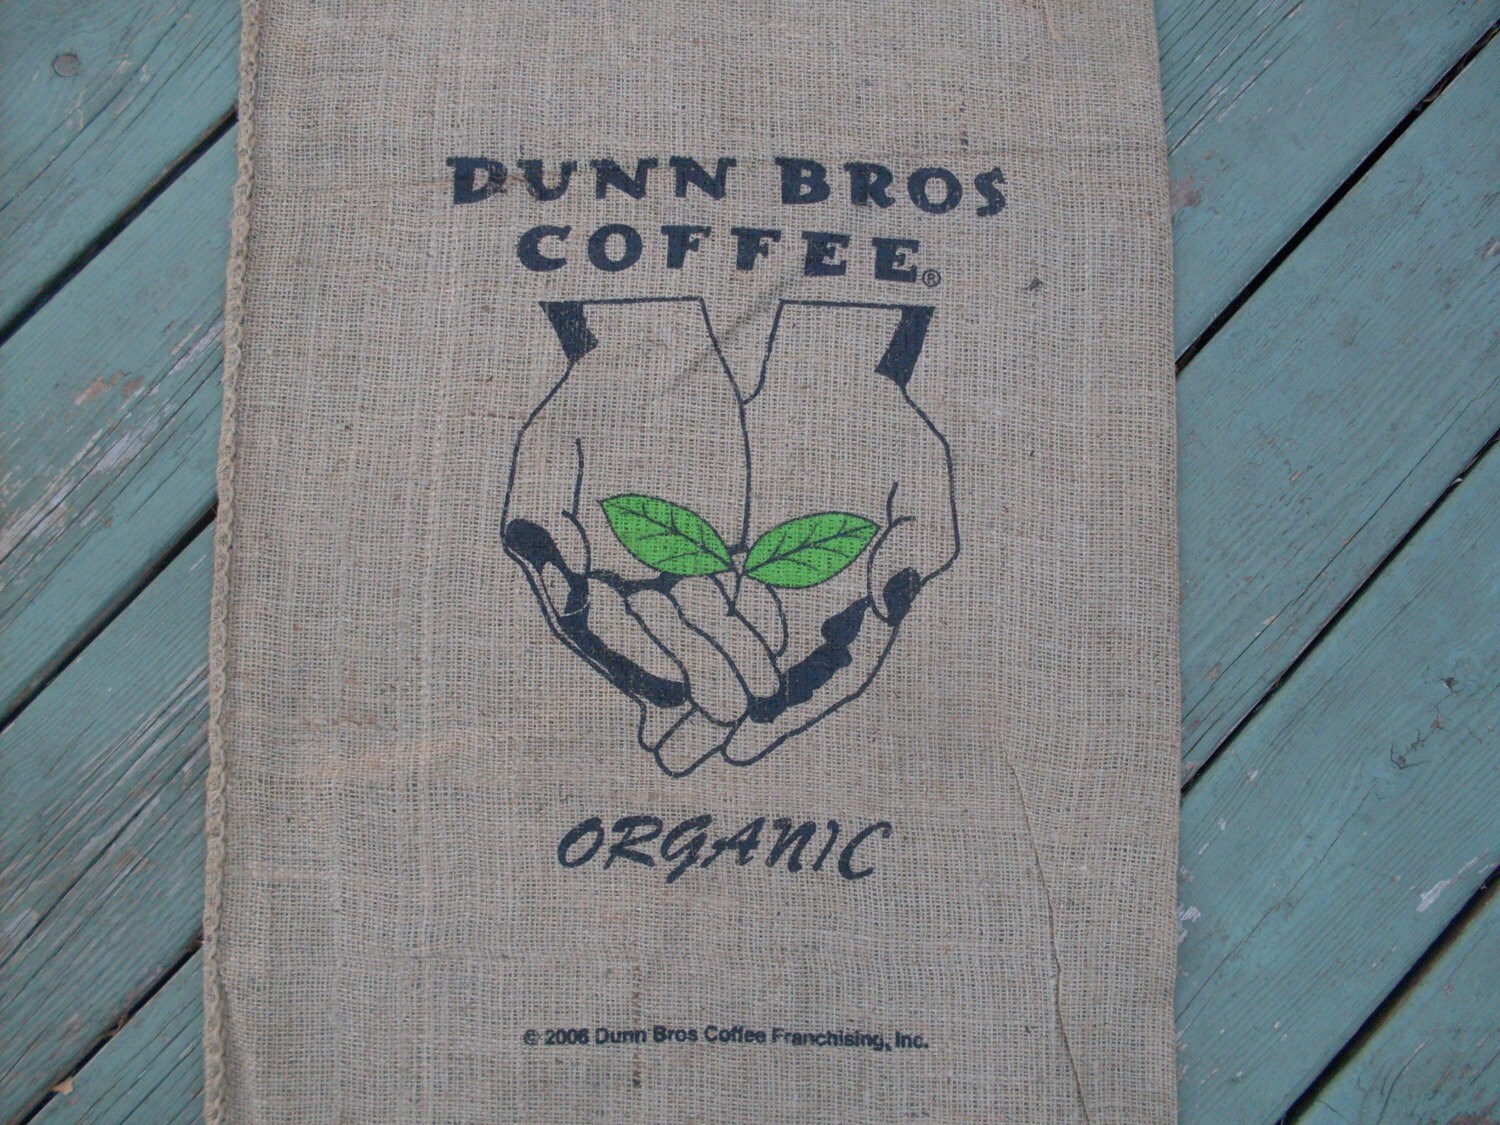 DUNN BROS
COFFEE®
ORGANIC
© 2006 Dunn Bros Coffee Franchising, Inc.